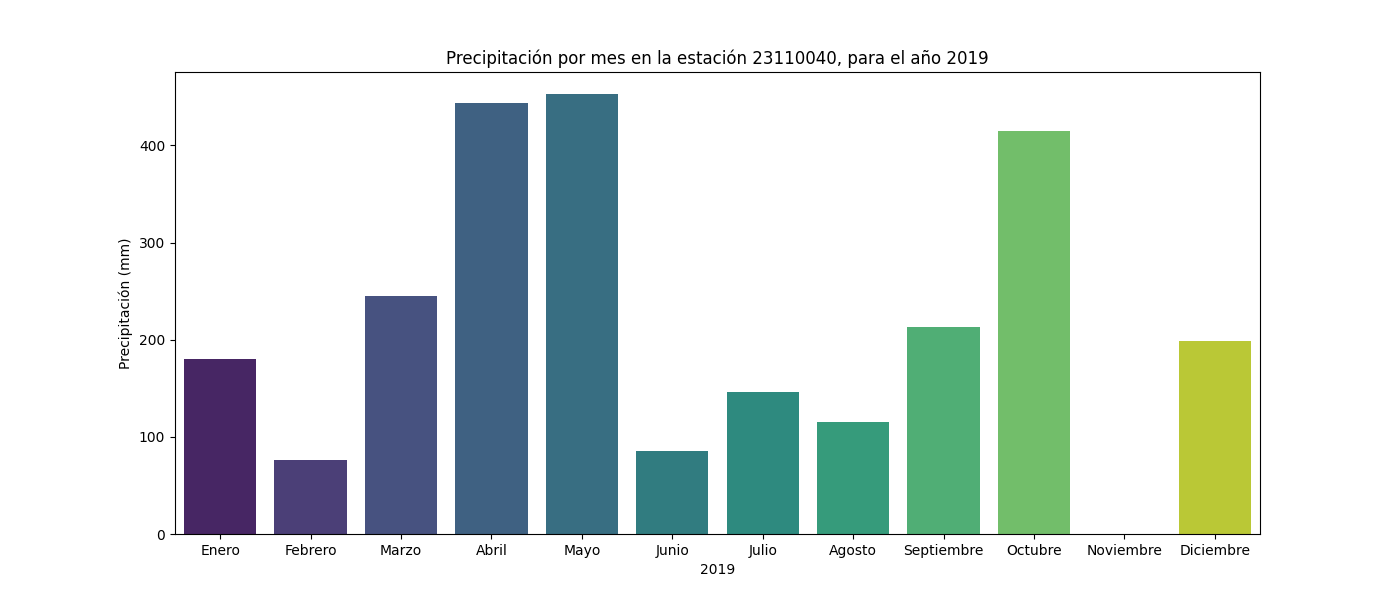 Precipitación por mes en la estación 23110040, para el año 2019
Precipitación (mm)
400
300
200
100
0
Enero Febrero Marzo Abril Mayo Junio Julio Agosto Septiembre Octubre Noviembre Diciembre
2019